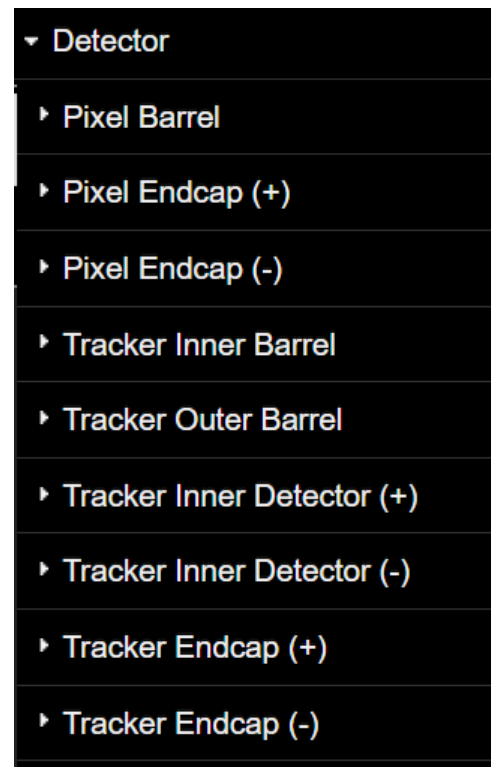 Detector
Pixel Barrel
Pixel Endcap (+)
Pixel Endcap (-)
Tracker Inner Barrel
Tracker Outer Barrel
Tracker Inner Detector (+)
Tracker Inner Detector (-)
Tracker Endcap (+)
Tracker Endcap (-)